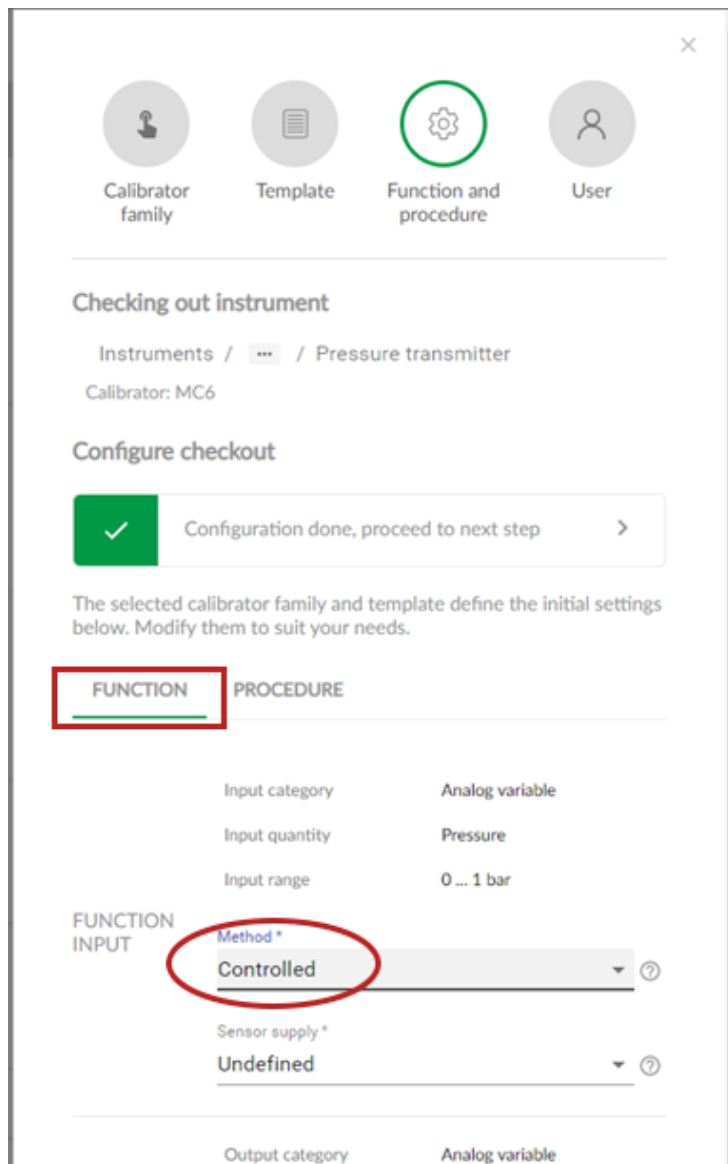 Calibrator family
Template
Function and procedure
User
Checking out instrument
Instruments / ... / Pressure transmitter
Calibrator: MC6
Configure checkout
Configuration done, proceed to next step
The selected calibrator family and template define the initial settings
below. Modify them to suit your needs.
FUNCTION PROCEDURE
Input category Analog variable
Input quantity Pressure
Input range 0 ... 1 bar
FUNCTION INPUT
Method *
Controlled
Sensor supply *
Undefined
Output category Analog variable